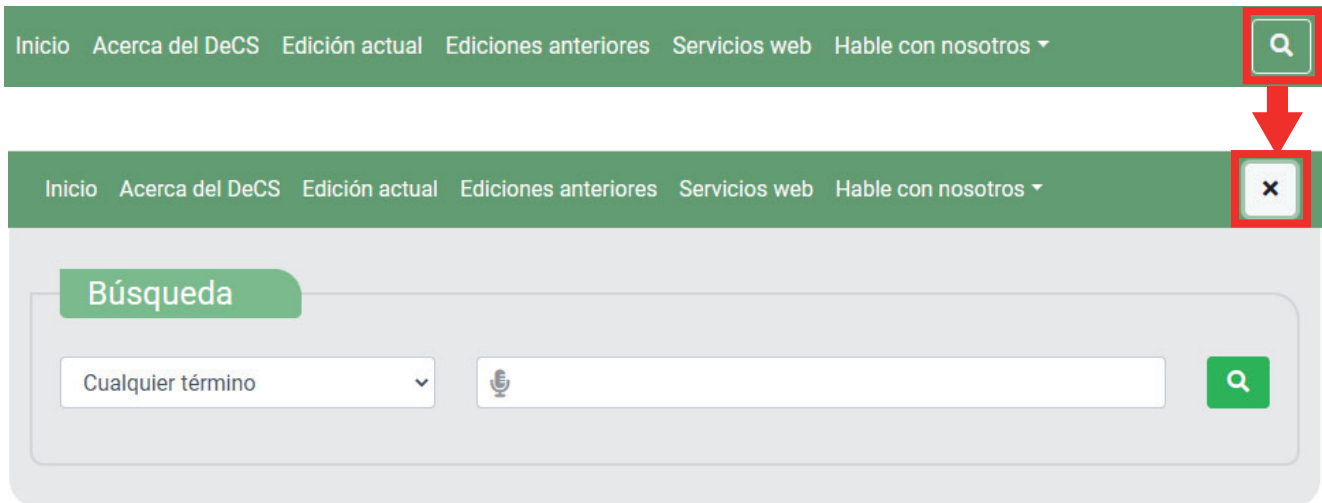 Inicio Acerca del DeCS Edición actual Ediciones anteriores Servicios web Hable con nosotros
Inicio Acerca del DeCS Edición actual Ediciones anteriores Servicios web Hable con nosotros
Búsqueda
Cualquier término